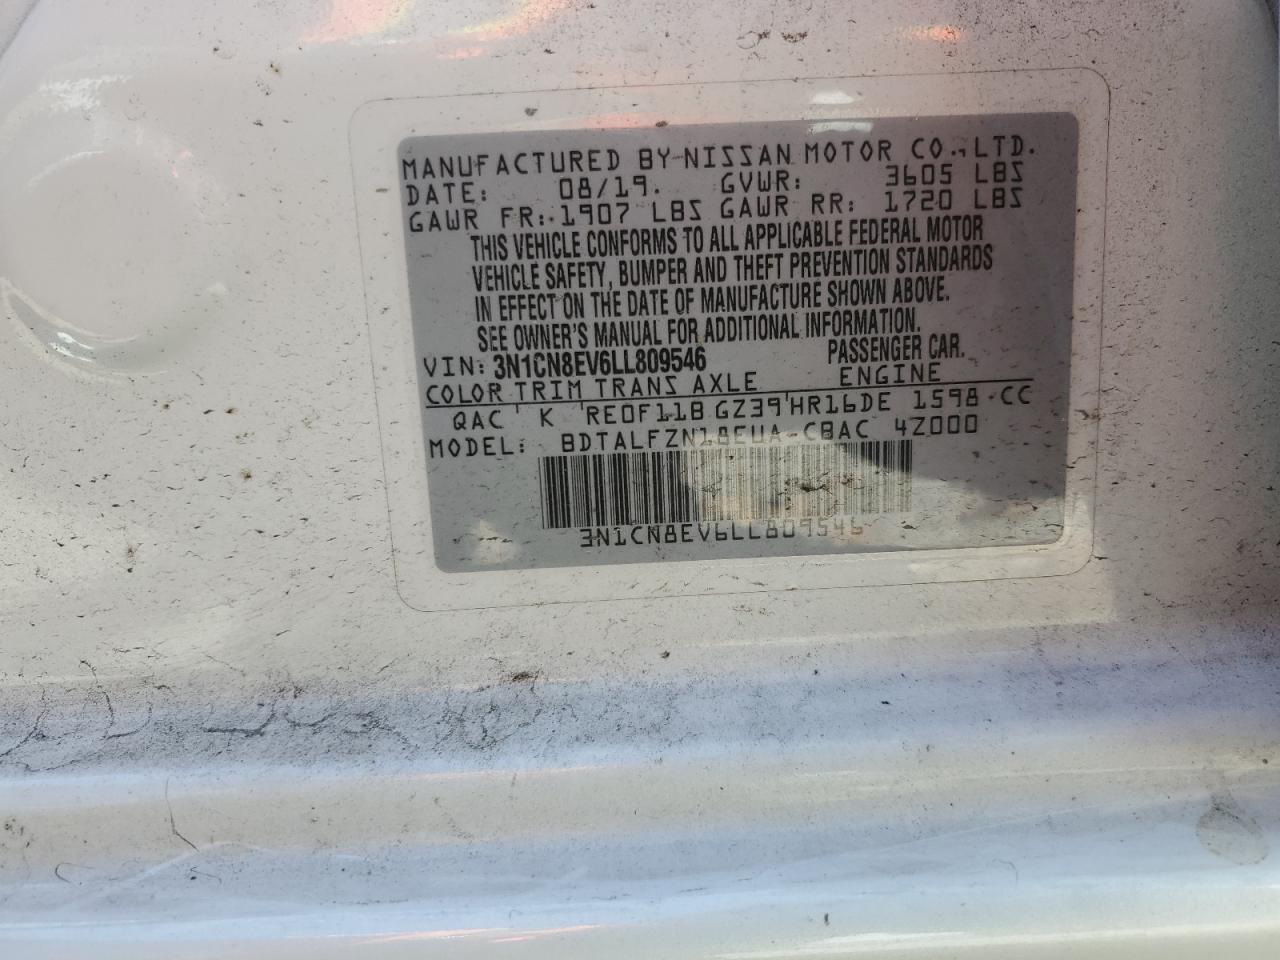 MANUFACTURED BY NISSAN MOTOR CO., LTD.
DATE: 08/19. GVWR: 3605 LBS
GAWR FR: 1907 LBS GAWR RR: 1720 LBS
THIS VEHICLE CONFORMS TO ALL APPLICABLE FEDERAL MOTOR
VEHICLE SAFETY, BUMPER AND THEFT PREVENTION STANDARDS
IN EFFECT ON THE DATE OF MANUFACTURE SHOWN ABOVE.
SEE OWNER'S MANUAL FOR ADDITIONAL INFORMATION.
VIN: 3N1CN8EV6LL809546 PASSENGER CAR.
COLOR TRIM TRANS AXLE ENGINE
QAC K RE0F11B GZ39 HR16DE 1598 CC
MODEL: BDTALFZN18EUA-CBAC 4Z000
3N1CN8EV6LL809546